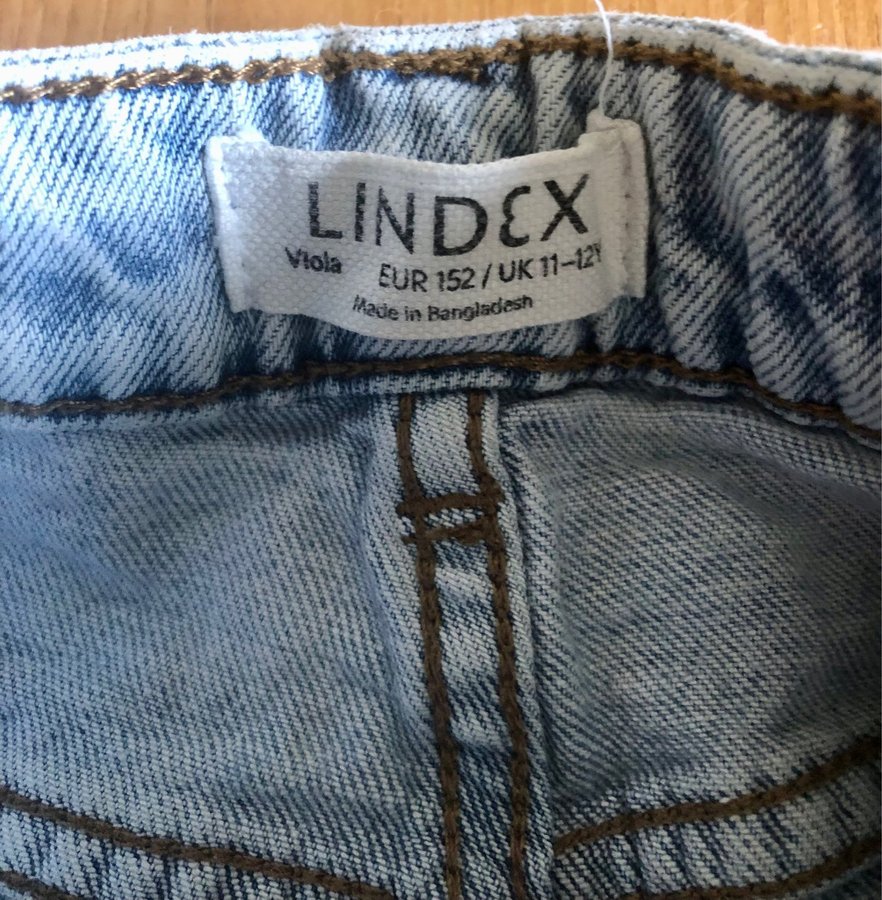 LINDEX
Viola EUR 152 / UK 11-12Y
Made in Bangladesh